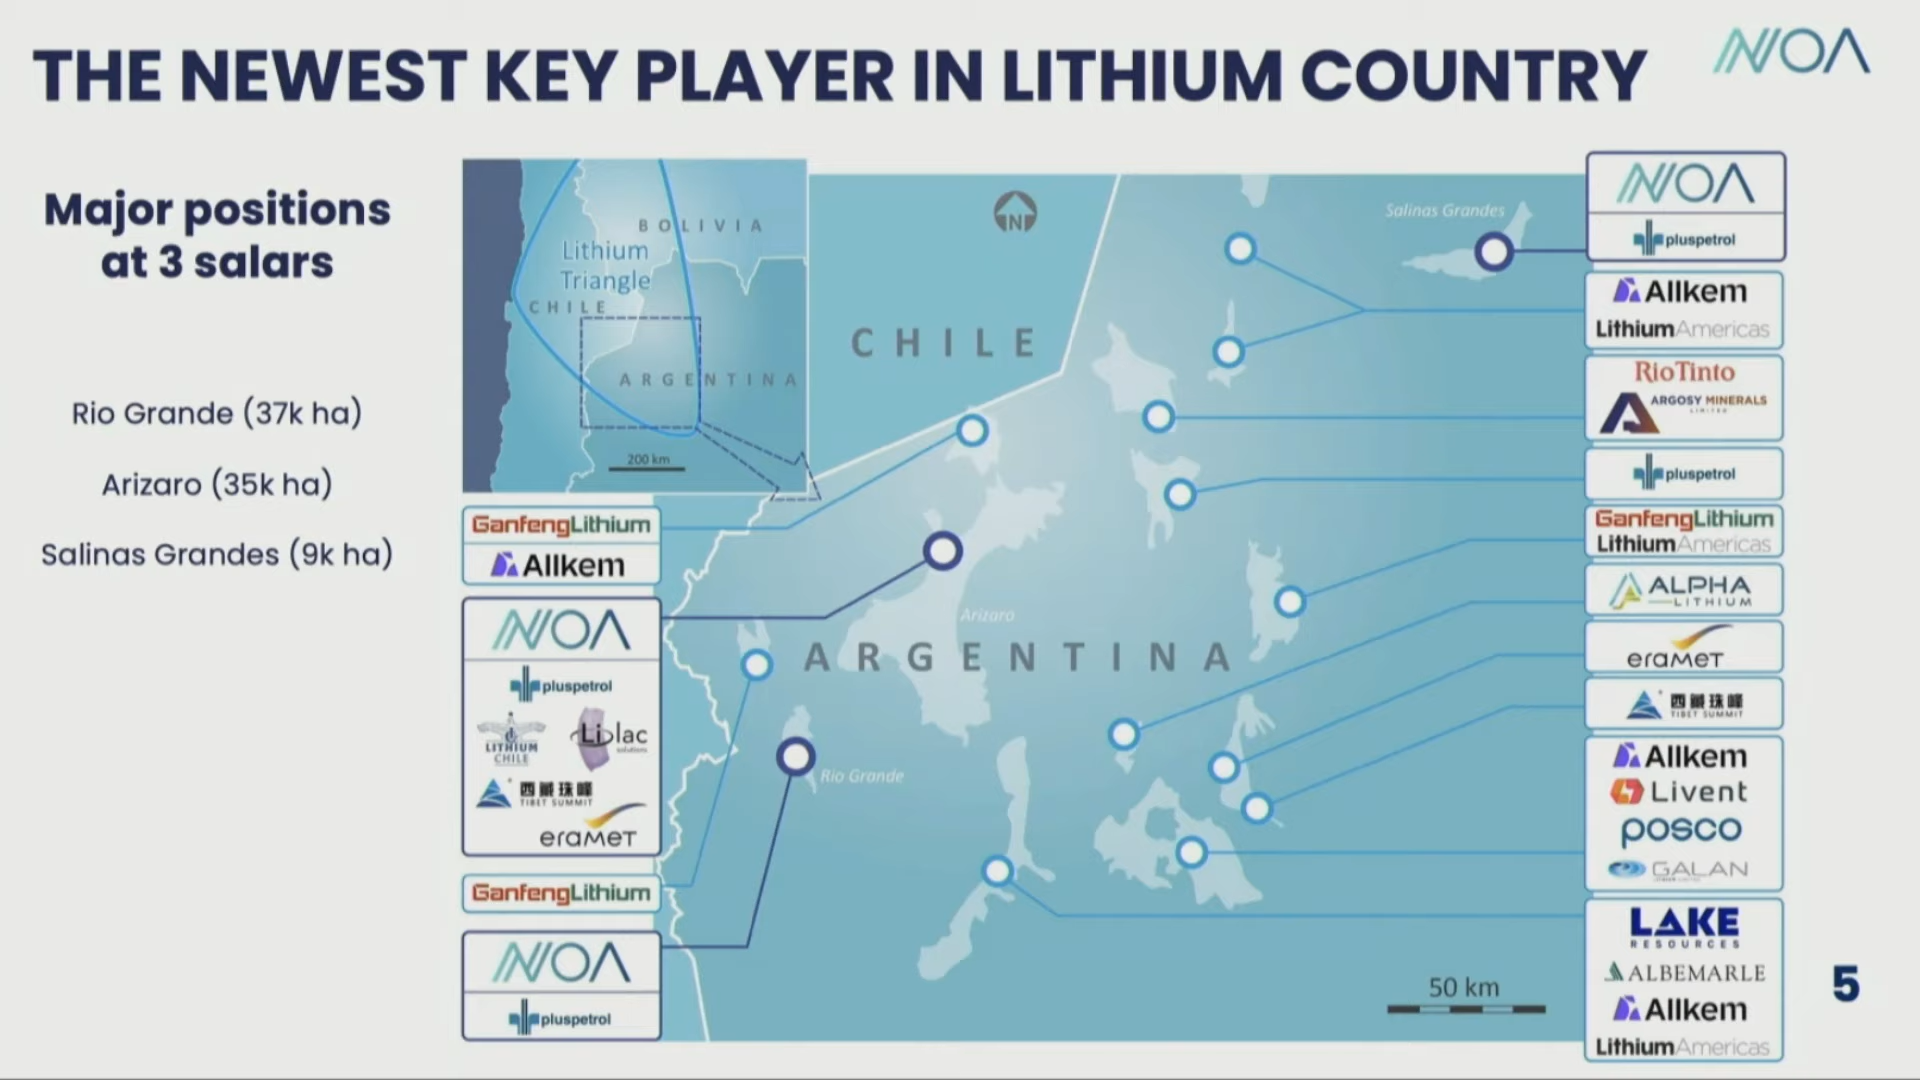 THE NEWEST KEY PLAYER IN LITHIUM COUNTRY
NOA
Major positions
at 3 salars
Rio Grande (37k ha)
Arizaro (35k ha)
Salinas Grandes (9k ha)
BOLIVIA
Lithium
Triangle
CHILE
ARGENTINA
200 km
N
CHILE
ARGENTINA
Salinas Grandes
Arizaro
Rio Grande
50 km
GanfengLithium
Allkem
NOA
pluspetrol
LITHIUM
CHILE
Lilac
solutions
西藏珠峰
TIBET SUMMIT
eramet
GanfengLithium
NOA
pluspetrol
NOA
pluspetrol
Allkem
LithiumAmericas
RioTinto
ARGOSY MINERALS
LIMITED
pluspetrol
GanfengLithium
LithiumAmericas
ALPHA
LITHIUM
eramet
西藏珠峰
TIBET SUMMIT
Allkem
Livent
posco
GALAN
LAKE
RESOURCES
ALBEMARLE
Allkem
LithiumAmericas
5